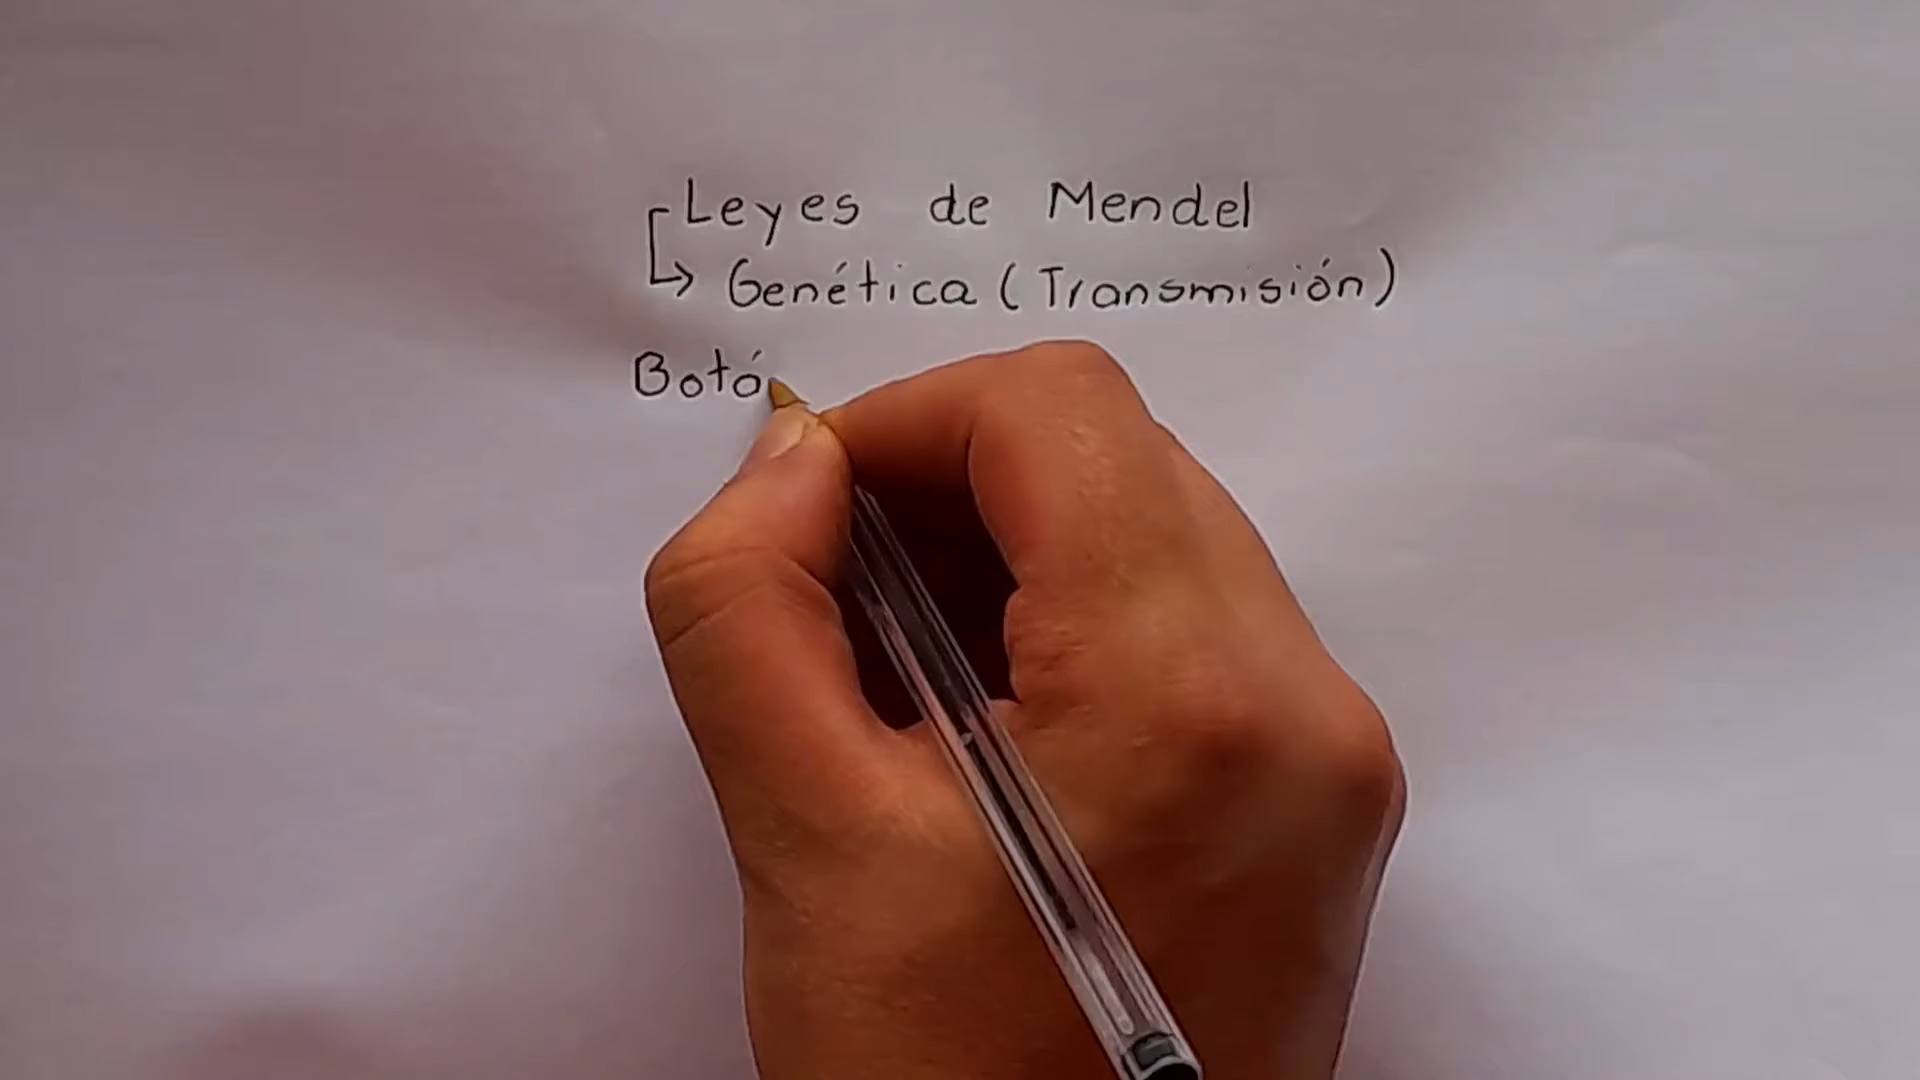 Leyes de Mendel
Genética (Transmisión)
Botó